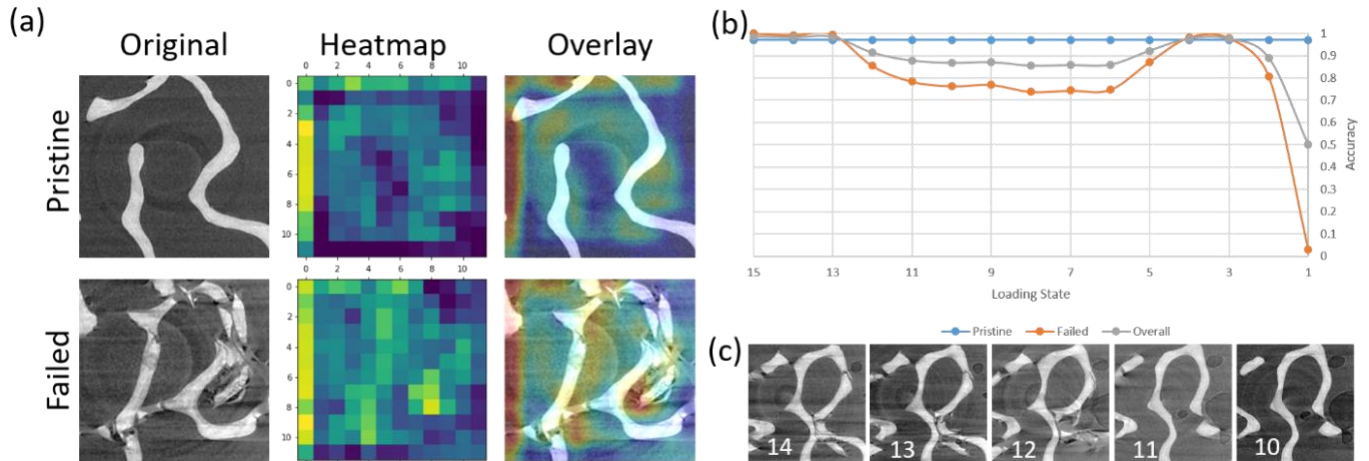 (a)
Original Heatmap Overlay
Pristine
0 2 4 6 8 10
0
2
4
6
8
10
Failed
0 2 4 6 8 10
0
2
4
6
8
10
(b)
1
0.9
0.8
0.7
0.6
0.5
0.4
0.3
0.2
0.1
0
Accuracy
15 13 11 9 7 5 3 1
Loading State
Pristine Failed Overall
(c)
14 13 12 11 10